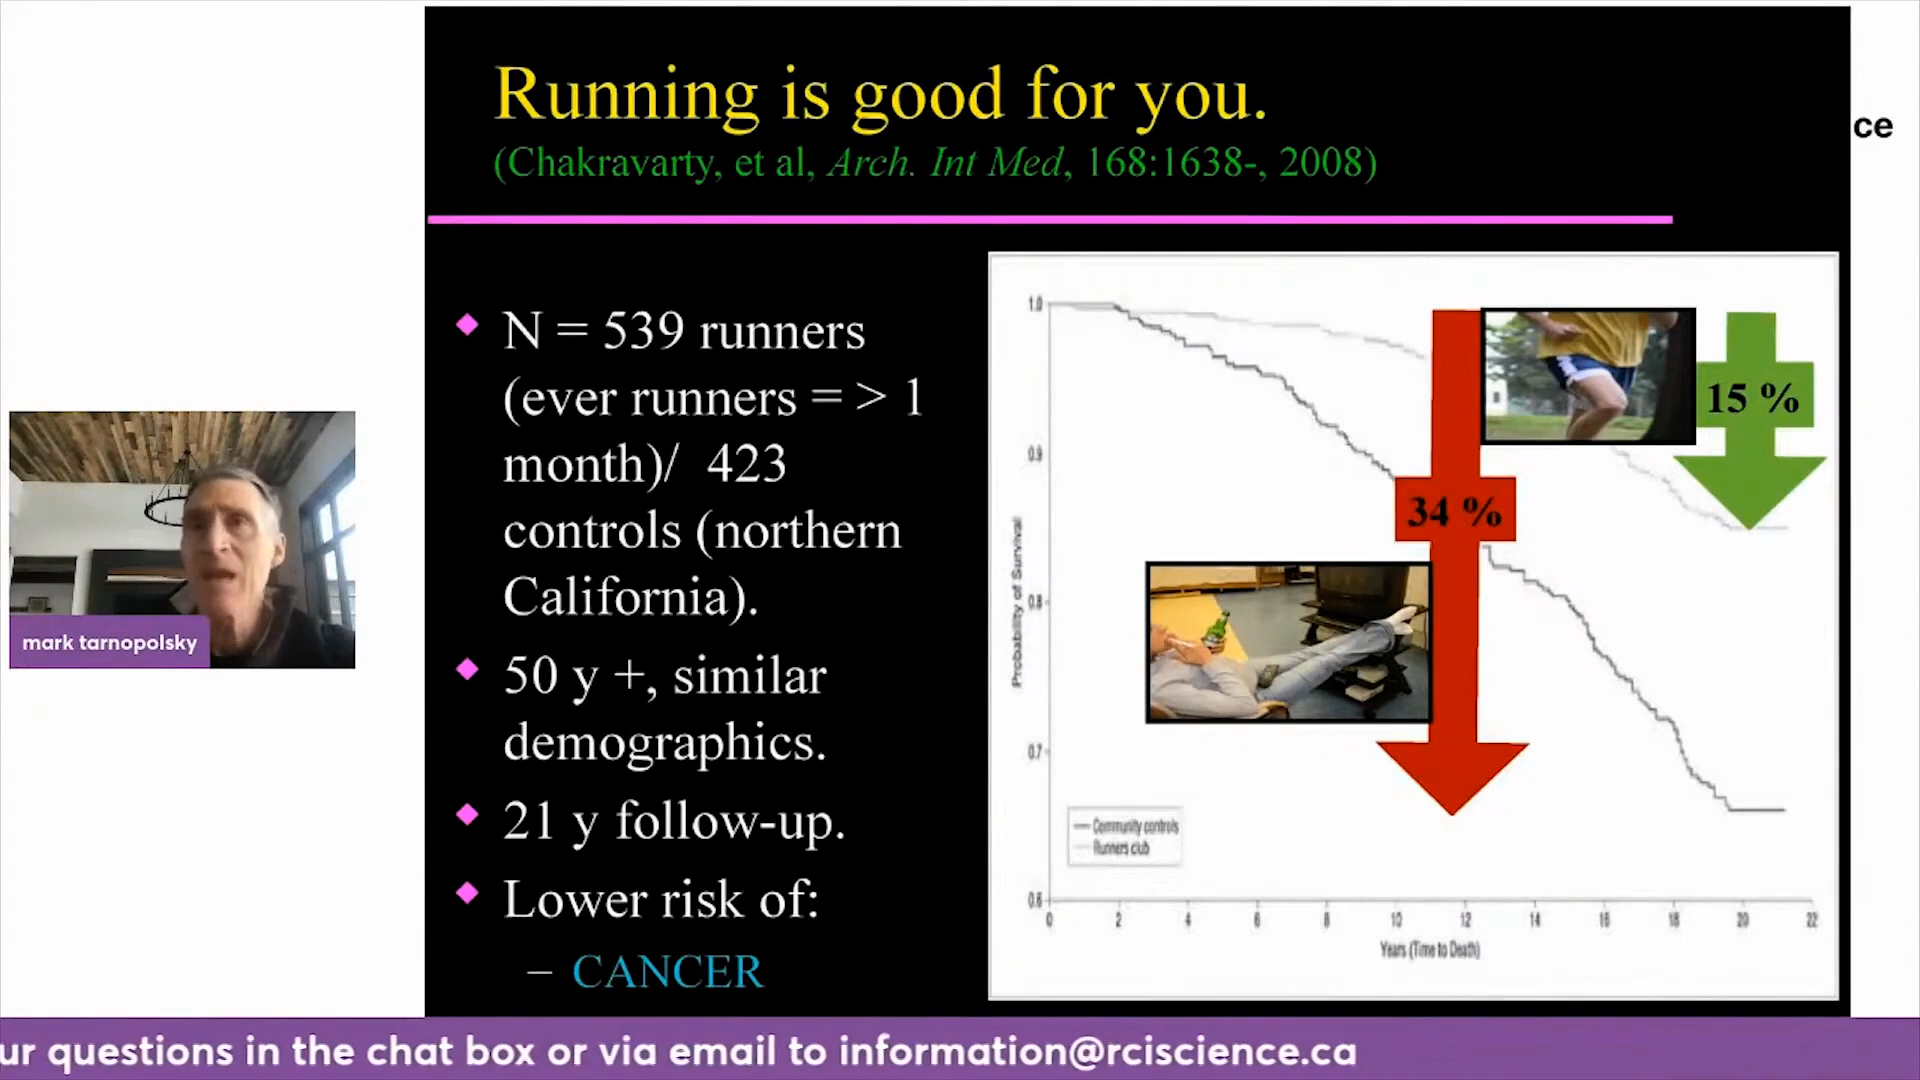 Running is good for you.
(Chakravarty, et al, Arch. Int Med, 168:1638-, 2008)
ce
N = 539 runners
(ever runners = > 1
month)/ 423
controls (northern
California).
50 y +, similar
demographics.
21 y follow-up.
Lower risk of:
– CANCER
1.0
0.9
0.8
0.7
0.6
Probability of Survival
0 2 4 6 8 10 12 14 16 18 20 22
Years (Time to Death)
Community controls
Runners club
34 %
15 %
mark tarnopolsky
ur questions in the chat box or via email to information@rciscience.ca